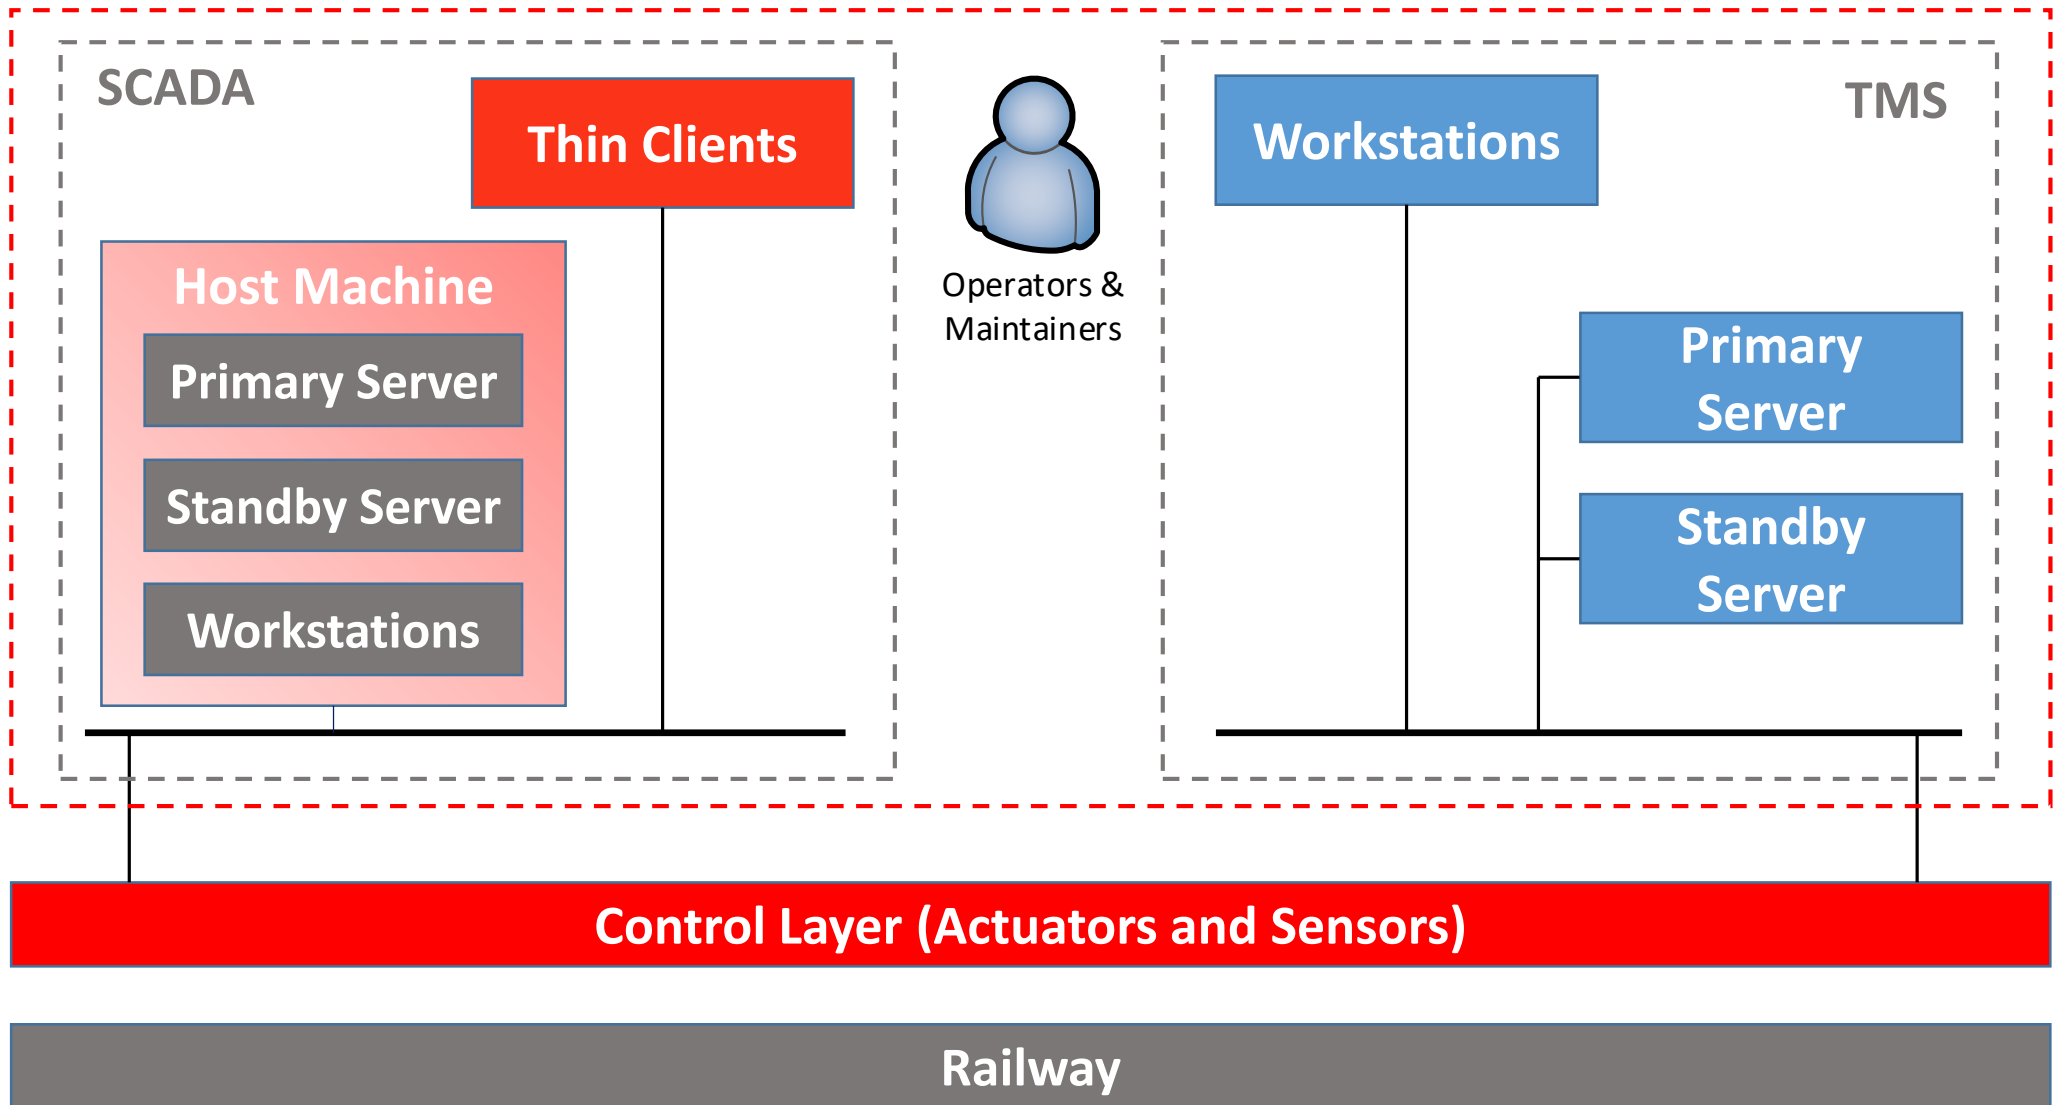 SCADA
Thin Clients
Host Machine
Primary Server
Standby Server
Workstations
Operators &
Maintainers
TMS
Workstations
Primary
Server
Standby
Server
Control Layer (Actuators and Sensors)
Railway